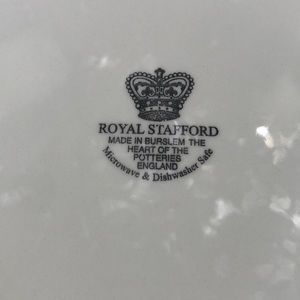 ROYAL STAFFORD
MADE IN BURSLEM THE
HEART OF THE
POTTERIES
ENGLAND
Microwave & Dishwasher Safe